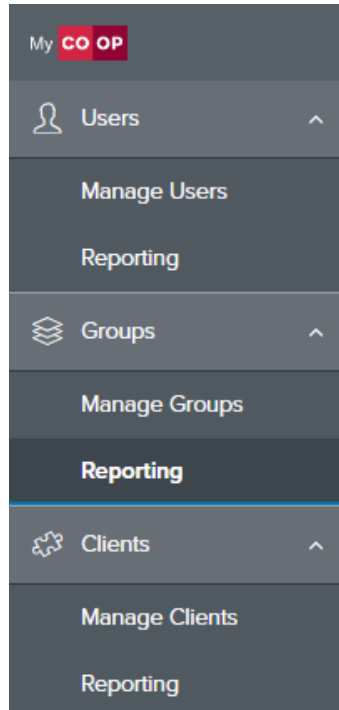 My CO OP
Users
Manage Users
Reporting
Groups
Manage Groups
Reporting
Clients
Manage Clients
Reporting